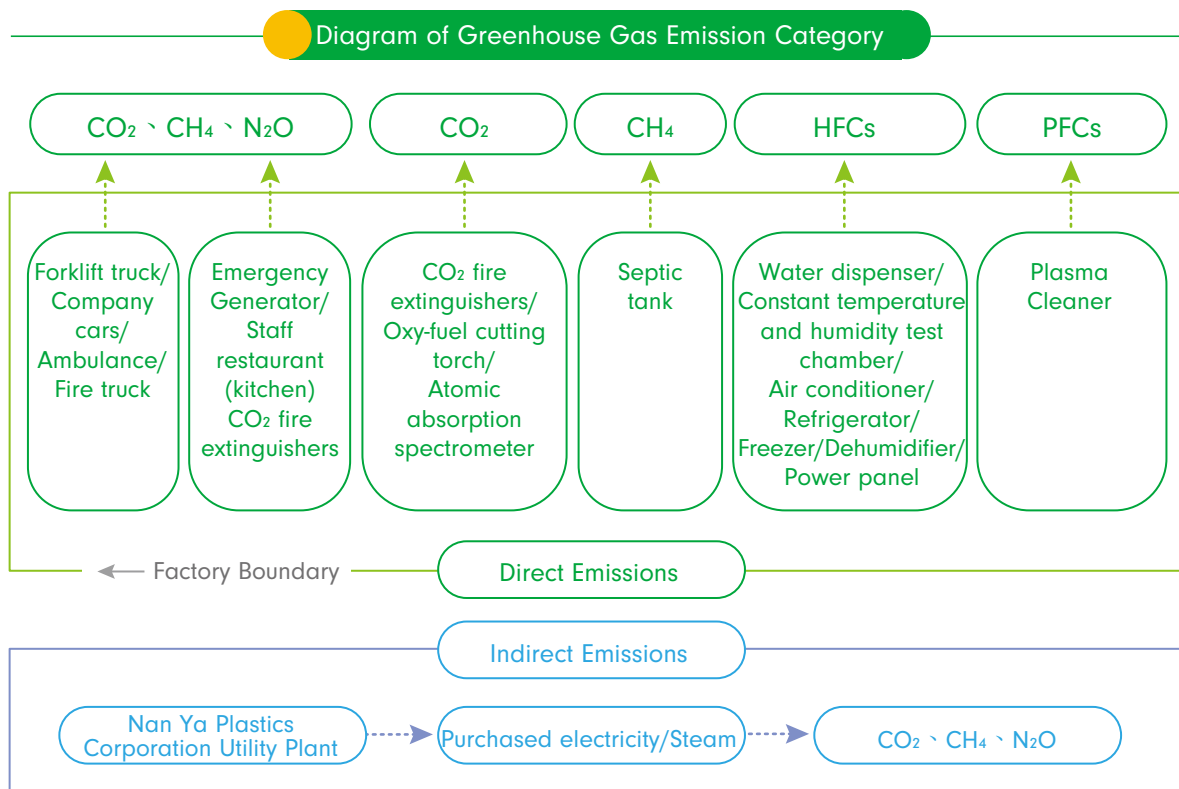 Diagram of Greenhouse Gas Emission Category
CO₂、CH₄、N₂O
CO₂
CH₄
HFCs
PFCs
Forklift truck/
Company
cars/
Ambulance/
Fire truck
Emergency
Generator/
Staff
restaurant
(kitchen)
CO₂ fire
extinguishers
CO₂ fire
extinguishers/
Oxy-fuel cutting
torch/
Atomic
absorption
spectrometer
Septic
tank
Water dispenser/
Constant temperature
and humidity test
chamber/
Air conditioner/
Refrigerator/
Freezer/Dehumidifier/
Power panel
Plasma
Cleaner
Factory Boundary
Direct Emissions
Indirect Emissions
Nan Ya Plastics
Corporation Utility Plant
Purchased electricity/Steam
CO₂、CH₄、N₂O